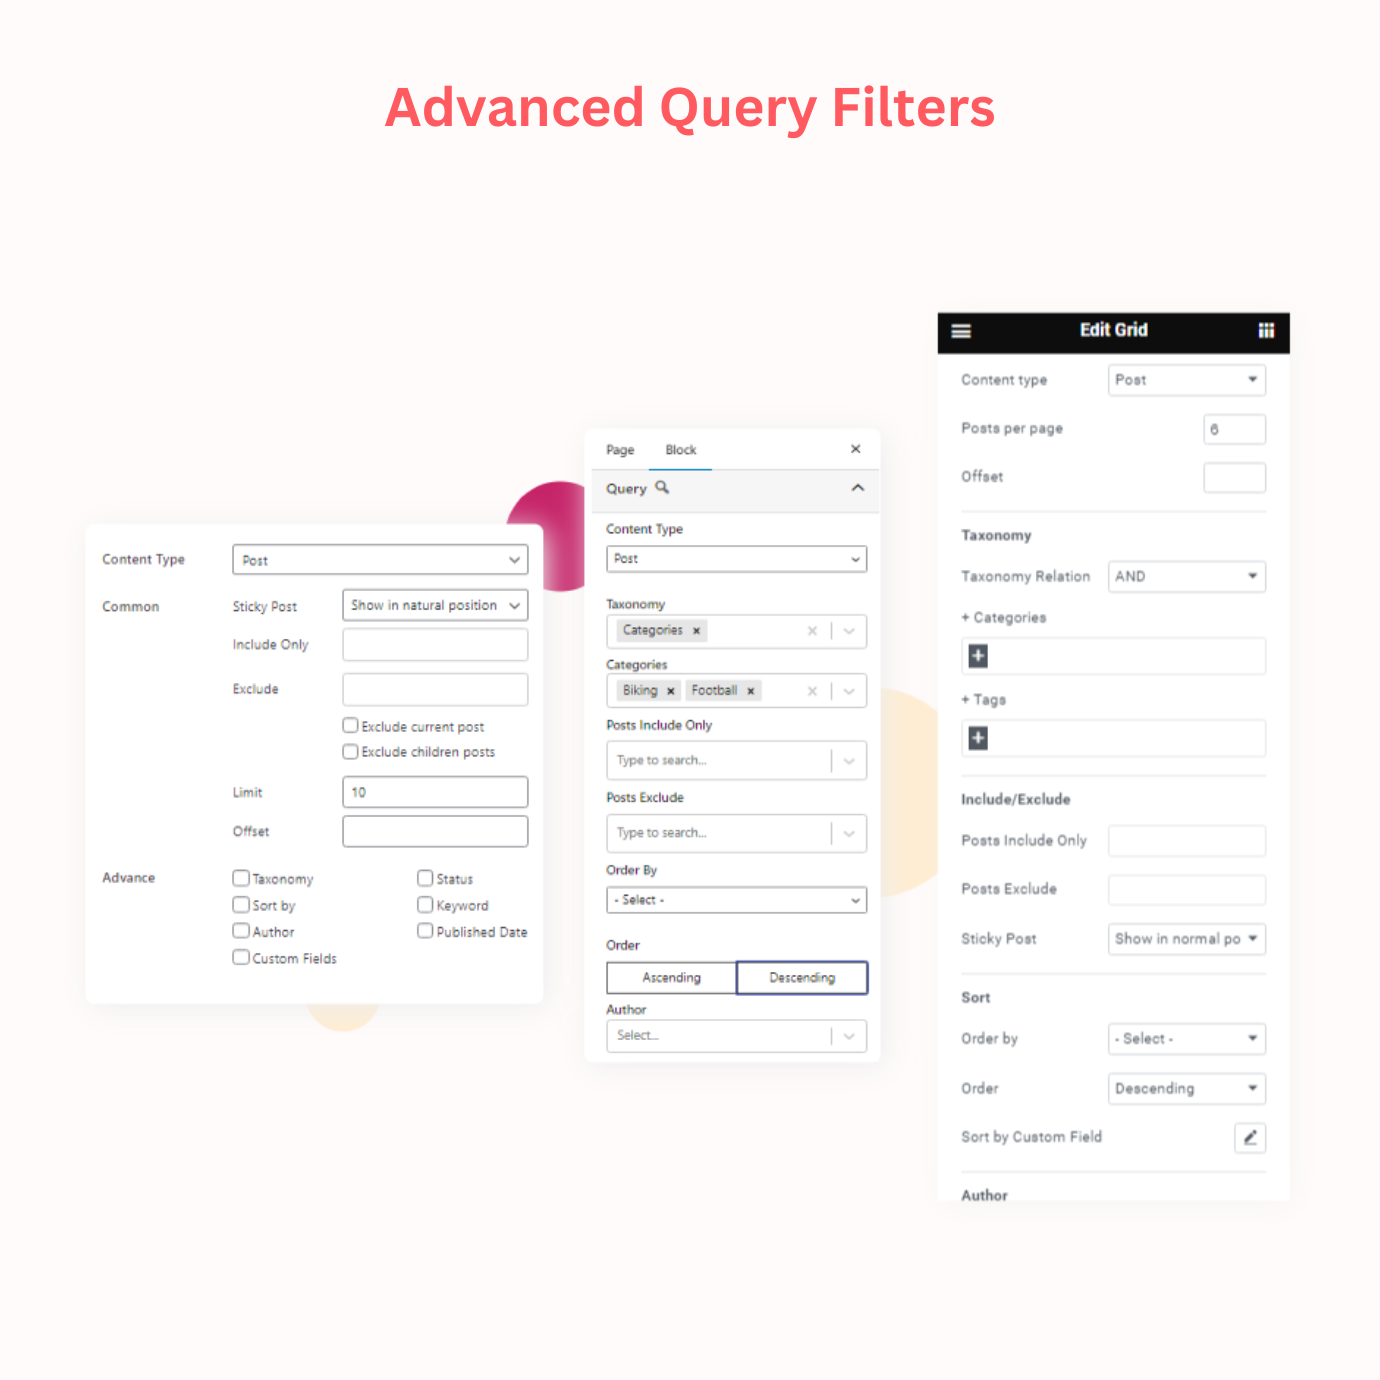 Advanced Query Filters
Content Type
Post
Common
Sticky Post
Show in natural position
Include Only
Exclude
Exclude current post
Exclude children posts
Limit
10
Offset
Advance
Taxonomy
Status
Sort by
Keyword
Author
Published Date
Custom Fields
Page
Block
×
Query
Content Type
Post
Taxonomy
Categories ×
Categories
Biking × Football ×
Posts Include Only
Type to search...
Posts Exclude
Type to search...
Order By
- Select -
Order
Ascending
Descending
Author
Select...
Edit Grid
Content type
Post
Posts per page
6
Offset
Taxonomy
Taxonomy Relation
AND
+ Categories
+
+ Tags
+
Include/Exclude
Posts Include Only
Posts Exclude
Sticky Post
Show in normal po
Sort
Order by
- Select -
Order
Descending
Sort by Custom Field
Author